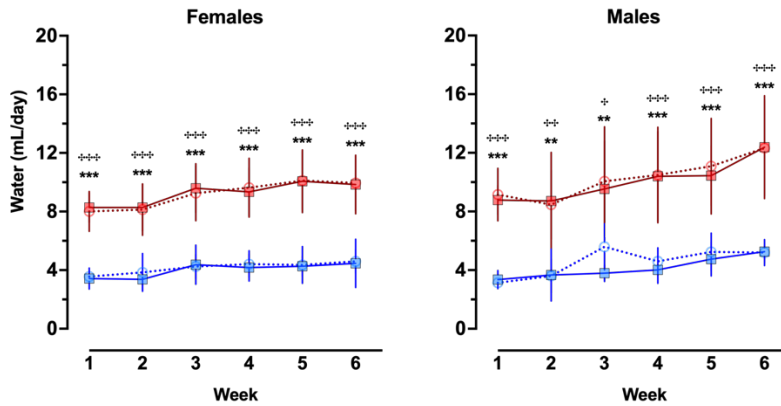 Females
Water (mL/day)
20
16
12
8
4
0
✢✢✢ ✢✢✢ ✢✢✢ ✢✢✢ ✢✢✢ ✢✢✢
*** *** *** *** *** ***
1 2 3 4 5 6
Week
Males
20
16
12
8
4
0
✢✢✢ ✢✢ ✢ ✢✢✢ ✢✢✢ ✢✢✢
*** ** ** *** *** ***
1 2 3 4 5 6
Week